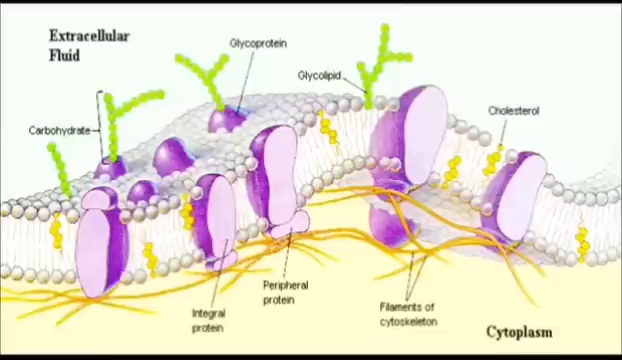 Extracellular
Fluid
Glycoprotein
Glycolipid
Cholesterol
Carbohydrate
Integral
protein
Peripheral
protein
Filaments of
cytoskeleton
Cytoplasm